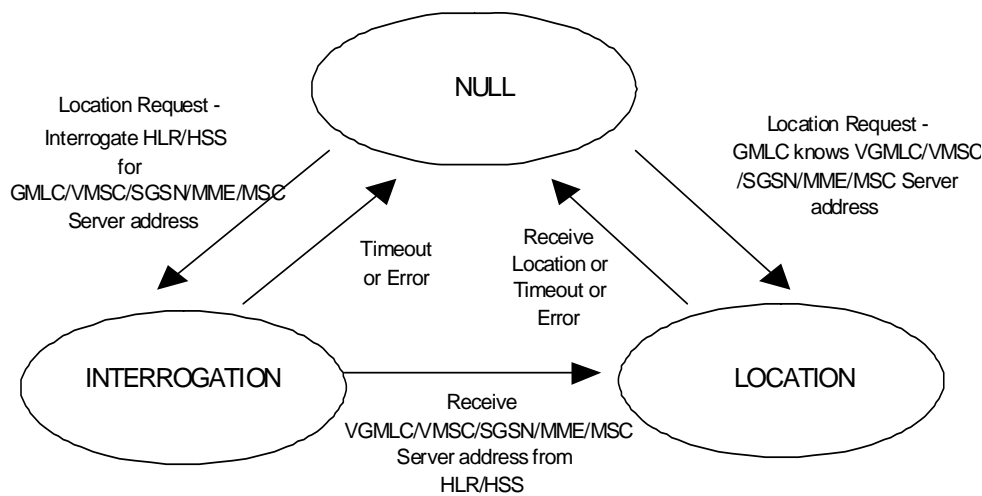 NULL
Location Request -
Interrogate HLR/HSS
for
GMLC/VMSC/SGSN/MME/MSC
Server address
Location Request -
GMLC knows VGMLC/VMSC
/SGSN/MME/MSC Server
address
Timeout
or Error
Receive
Location or
Timeout or
Error
INTERROGATION
LOCATION
Receive
VGMLC/VMSC/SGSN/MME/MSC
Server address from
HLR/HSS